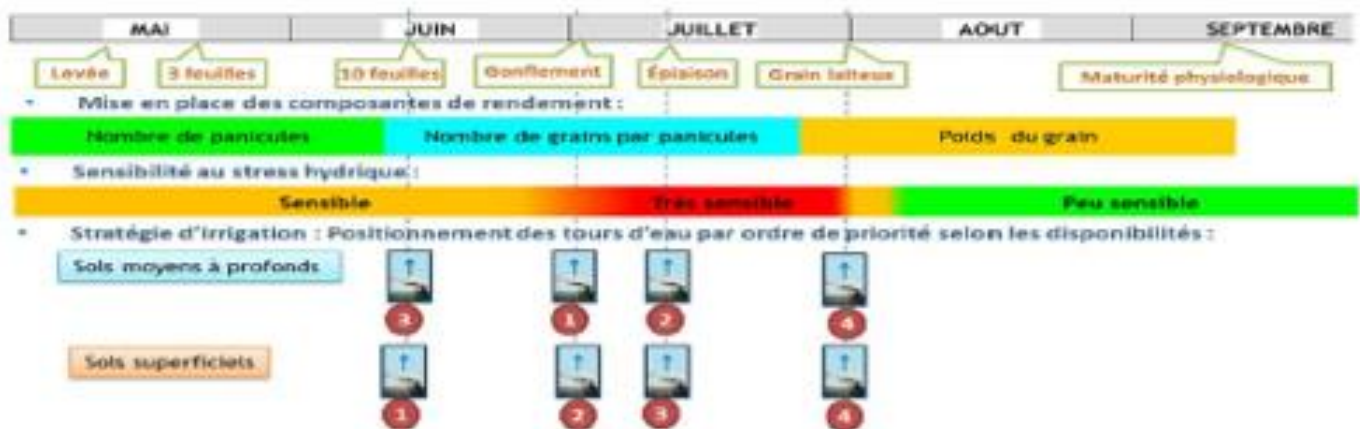 MAI JUIN JUILLET AOUT SEPTEMBRE
Levée 3 feuilles 10 feuilles Gonflement Épiaison Grain laiteux Maturité physiologique
• Mise en place des composantes de rendement :
Nombre de panicules Nombre de grains par panicules Poids du grain
• Sensibilité au stress hydrique :
Sensible Très sensible Peu sensible
• Stratégie d'irrigation : Positionnement des tours d'eau par ordre de priorité selon les disponibilités :
Sols moyens à profonds
3 1 2 4
Sols superficiels
1 2 3 4